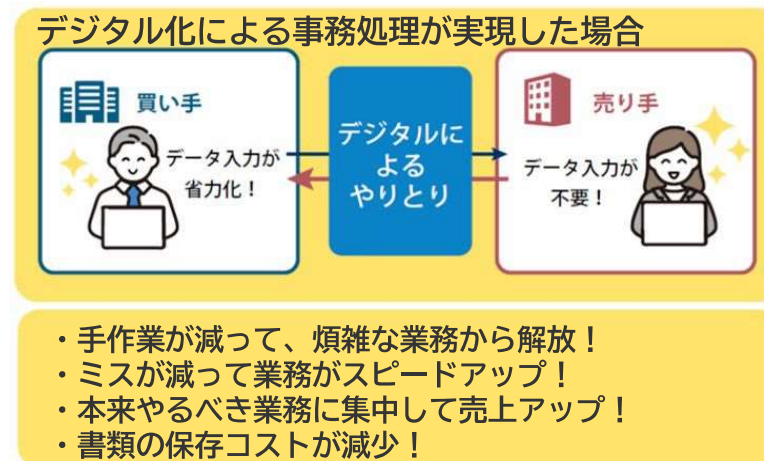 デジタル化による事務処理が実現した場合
買い手
データ入力が
省力化！
デジタルに
よる
やりとり
売り手
データ入力が
不要！
・手作業が減って、煩雑な業務から解放！
・ミスが減って業務がスピードアップ！
・本来やるべき業務に集中して売上アップ！
・書類の保存コストが減少！